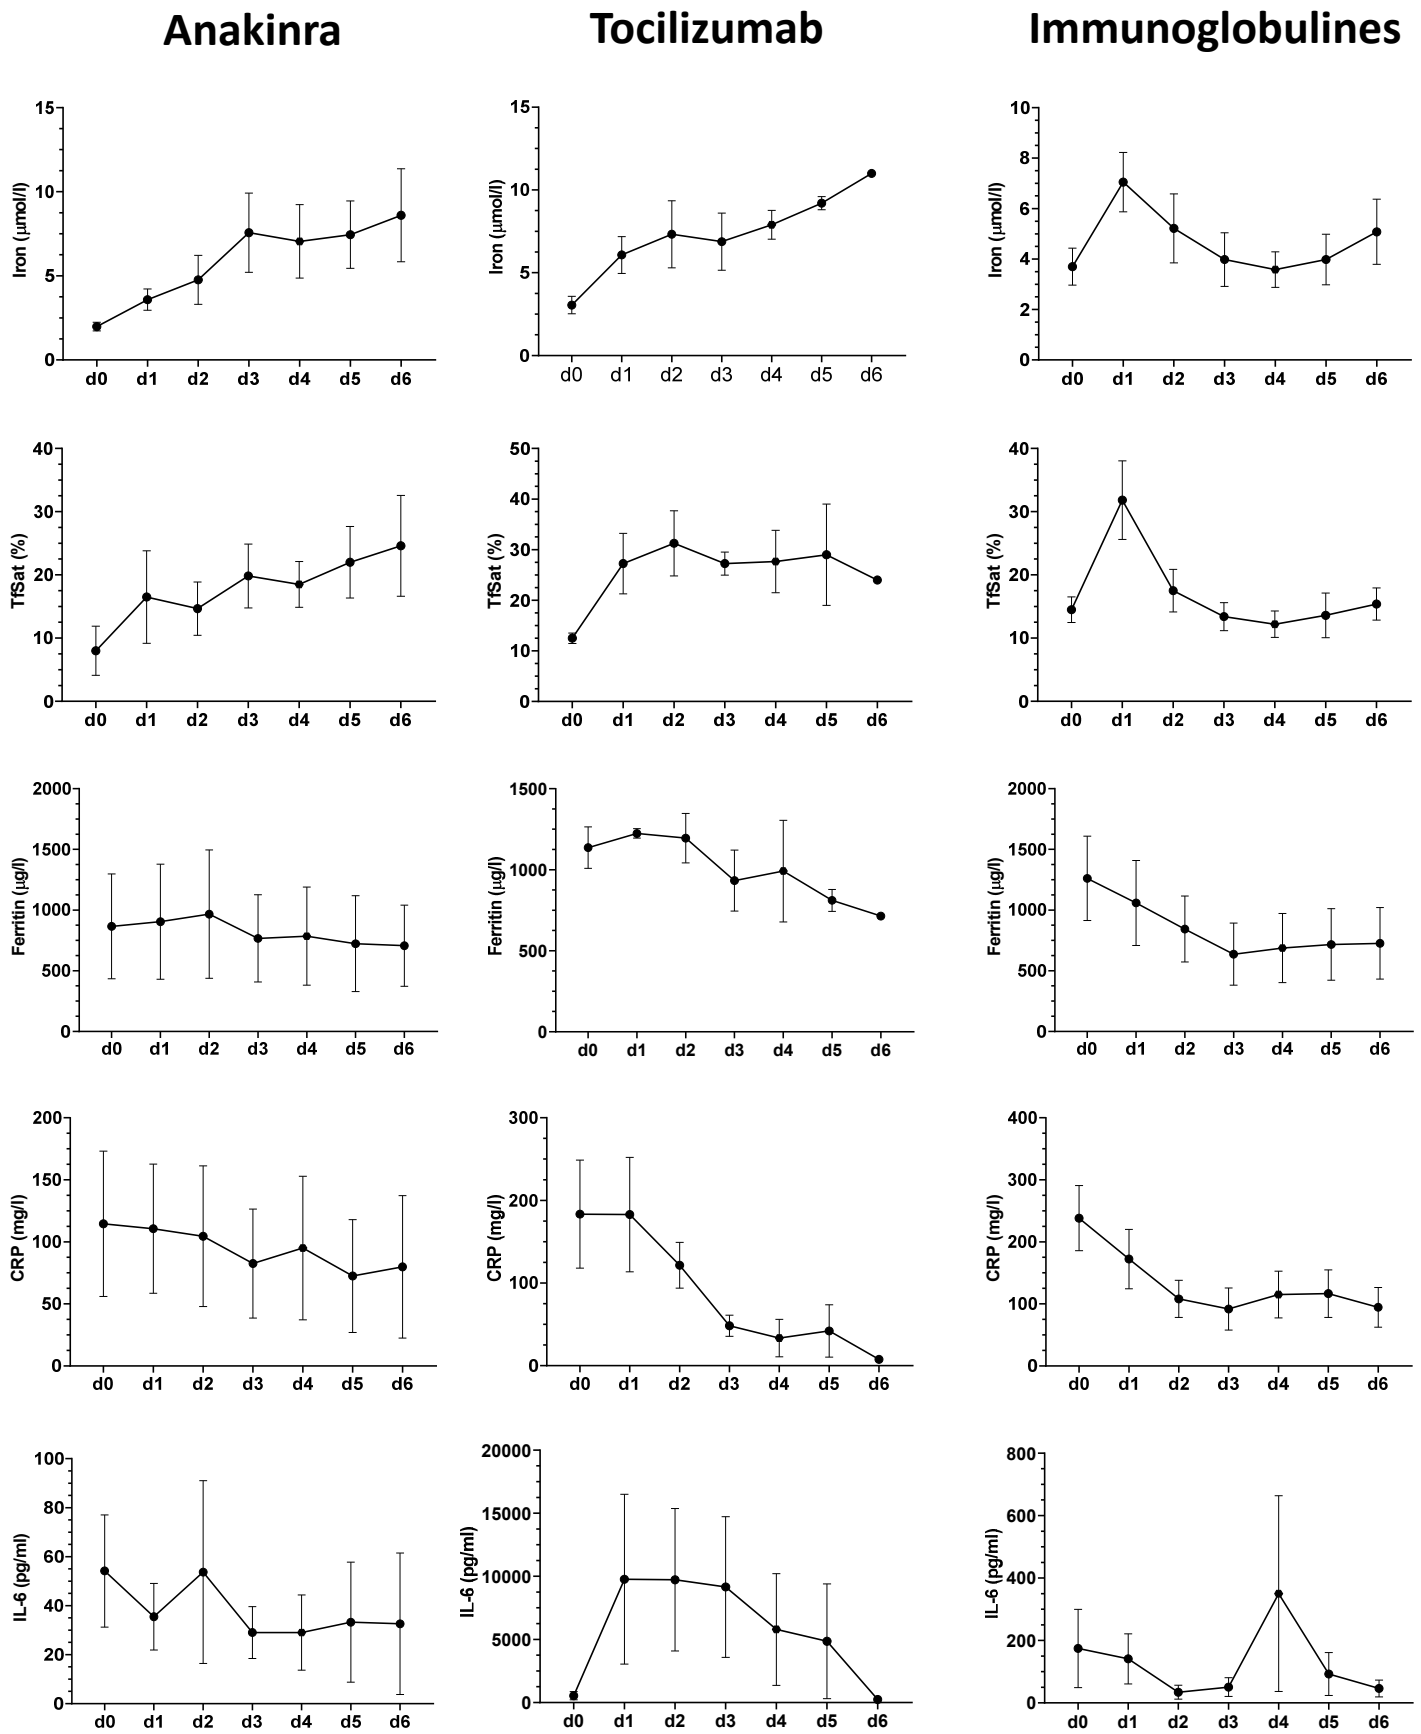 Anakinra
Tocilizumab
Immunoglobulines
Iron (μmol/l)
15
10
5
0
d0 d1 d2 d3 d4 d5 d6
Iron (μmol/l)
15
10
5
0
d0 d1 d2 d3 d4 d5 d6
Iron (μmol/l)
10
8
6
4
2
0
d0 d1 d2 d3 d4 d5 d6
TfSat (%)
40
30
20
10
0
d0 d1 d2 d3 d4 d5 d6
TfSat (%)
50
40
30
20
10
0
d0 d1 d2 d3 d4 d5 d6
TfSat (%)
40
30
20
10
0
d0 d1 d2 d3 d4 d5 d6
Ferritin (μg/l)
2000
1500
1000
500
0
d0 d1 d2 d3 d4 d5 d6
Ferritin (μg/l)
1500
1000
500
0
d0 d1 d2 d3 d4 d5 d6
Ferritin (μg/l)
2000
1500
1000
500
0
d0 d1 d2 d3 d4 d5 d6
CRP (mg/l)
200
150
100
50
0
d0 d1 d2 d3 d4 d5 d6
CRP (mg/l)
300
200
100
0
d0 d1 d2 d3 d4 d5 d6
CRP (mg/l)
400
300
200
100
0
d0 d1 d2 d3 d4 d5 d6
IL-6 (pg/ml)
100
80
60
40
20
0
d0 d1 d2 d3 d4 d5 d6
IL-6 (pg/ml)
20000
15000
10000
5000
0
d0 d1 d2 d3 d4 d5 d6
IL-6 (pg/ml)
800
600
400
200
0
d0 d1 d2 d3 d4 d5 d6